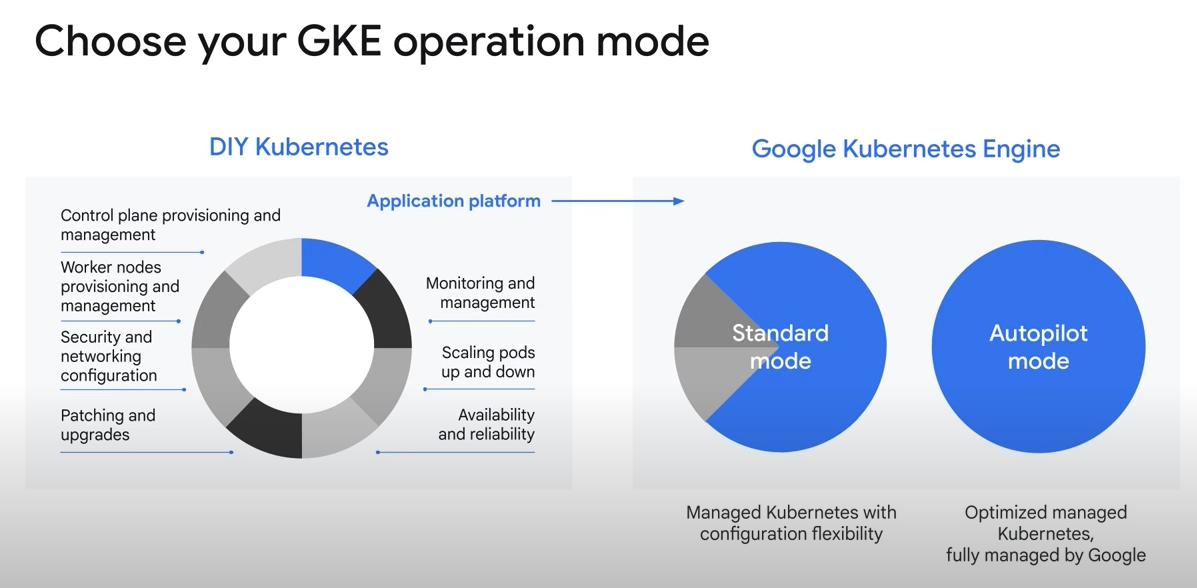 Choose your GKE operation mode
DIY Kubernetes
Application platform
Control plane provisioning and
management
Worker nodes
provisioning and
management
Security and
networking
configuration
Patching and
upgrades
Monitoring and
management
Scaling pods
up and down
Availability
and reliability
Google Kubernetes Engine
Standard
mode
Autopilot
mode
Managed Kubernetes with
configuration flexibility
Optimized managed
Kubernetes,
fully managed by Google